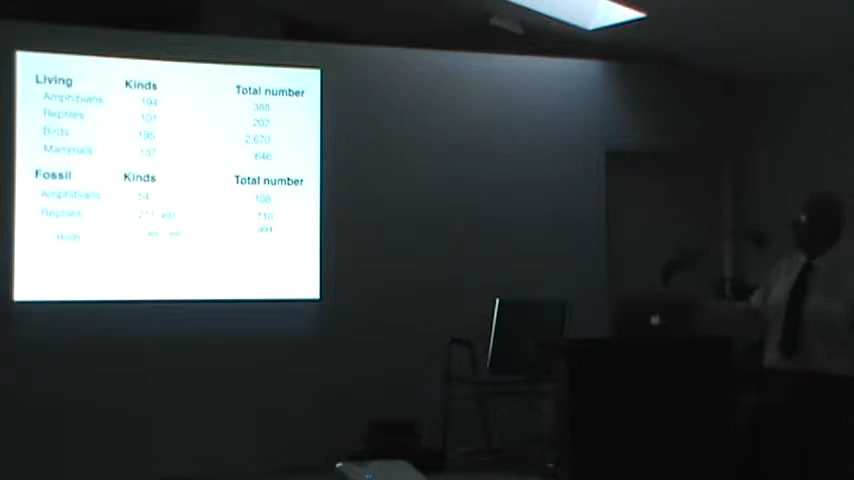 Living Kinds Total number
Amphibians 194 388
Reptiles 101 202
Birds 195 2,670
Mammals 137 646
Fossil Kinds Total number
Amphibians 54 108
Reptiles 710